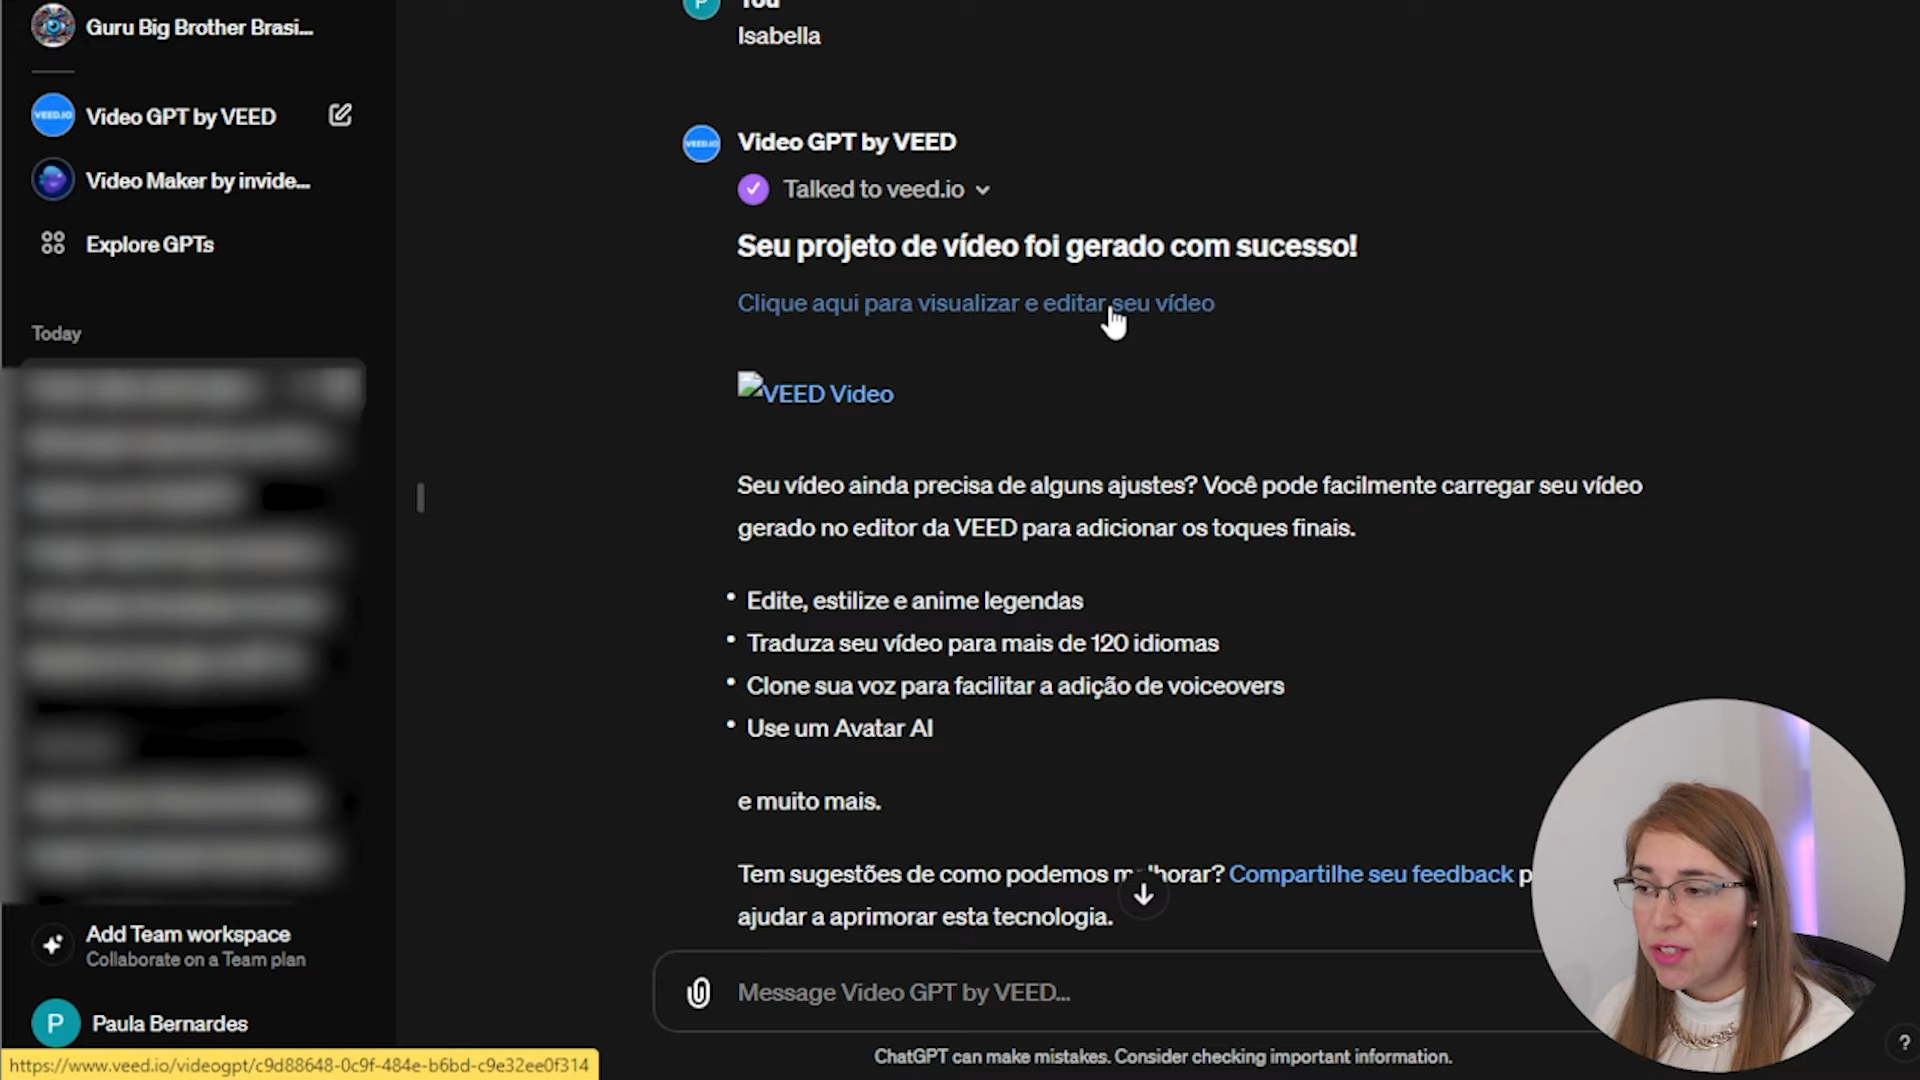 Guru Big Brother Brasi...
VEED.IO
Video GPT by VEED
Video Maker by invide...
Explore GPTs
Today
Add Team workspace
Collaborate on a Team plan
P
Paula Bernardes
https://www.veed.io/videogpt/c9d88648-0c9f-484e-b6bd-c9e32ee0f314
P
You
Isabella
VEED.IO
Video GPT by VEED
Talked to veed.io
Seu projeto de vídeo foi gerado com sucesso!
Clique aqui para visualizar e editar seu vídeo
VEED Video
Seu vídeo ainda precisa de alguns ajustes? Você pode facilmente carregar seu vídeo
gerado no editor da VEED para adicionar os toques finais.
• Edite, estilize e anime legendas
• Traduza seu vídeo para mais de 120 idiomas
• Clone sua voz para facilitar a adição de voiceovers
• Use um Avatar AI
e muito mais.
Tem sugestões de como podemos melhorar? Compartilhe seu feedback p
ajudar a aprimorar esta tecnologia.
Message Video GPT by VEED...
ChatGPT can make mistakes. Consider checking important information.
?